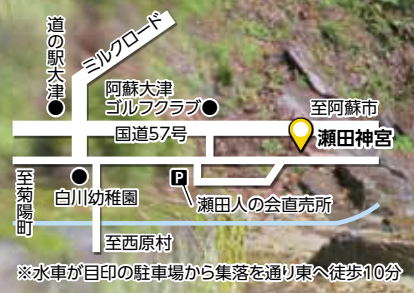 道の駅大津
ミルクロード
阿蘇大津
ゴルフクラブ
至阿蘇市
国道57号
瀬田神宮
至菊陽町
白川幼稚園
P
瀬田人の会直売所
至西原村
※水車が目印の駐車場から集落を通り東へ徒歩10分